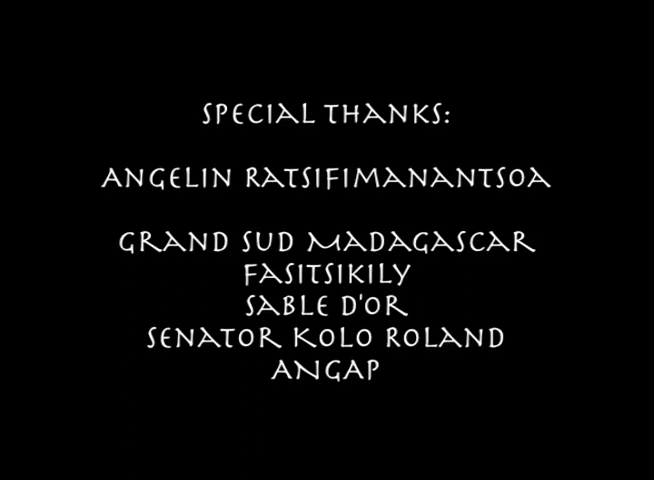 SPECIAL THANKS:
ANGELIN RATSIFIMANANTSOA
GRAND SUD MADAGASCAR
FASITSIKILY
SABLE D'OR
SENATOR KOLO ROLAND
ANGAP